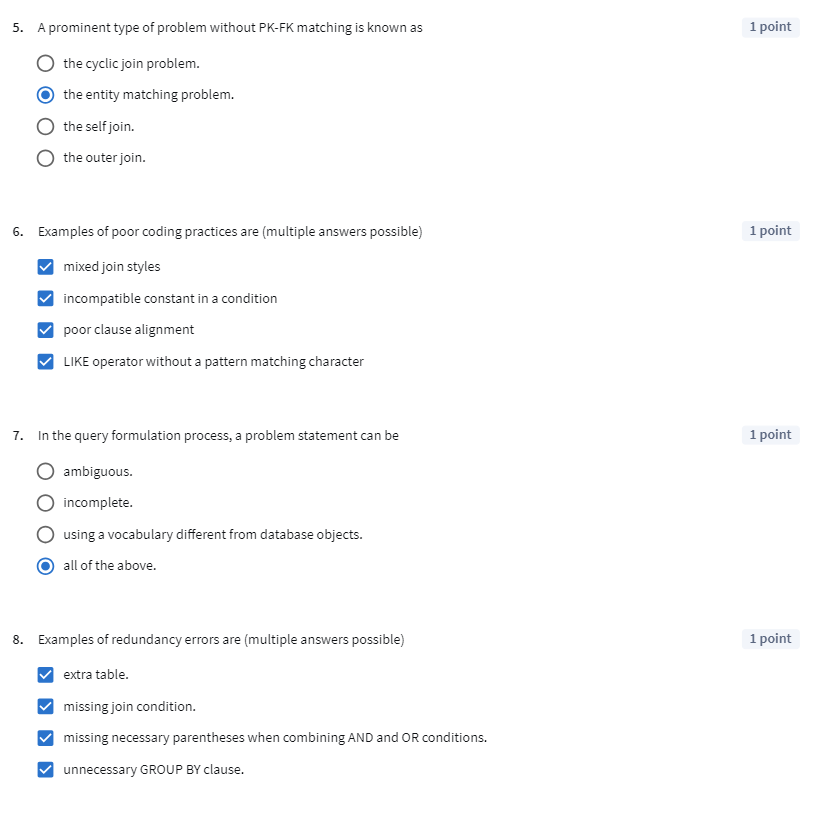 5. A prominent type of problem without PK-FK matching is known as 1 point
the cyclic join problem.
the entity matching problem.
the self join.
the outer join.
6. Examples of poor coding practices are (multiple answers possible) 1 point
mixed join styles
incompatible constant in a condition
poor clause alignment
LIKE operator without a pattern matching character
7. In the query formulation process, a problem statement can be 1 point
ambiguous.
incomplete.
using a vocabulary different from database objects.
all of the above.
8. Examples of redundancy errors are (multiple answers possible) 1 point
extra table.
missing join condition.
missing necessary parentheses when combining AND and OR conditions.
unnecessary GROUP BY clause.